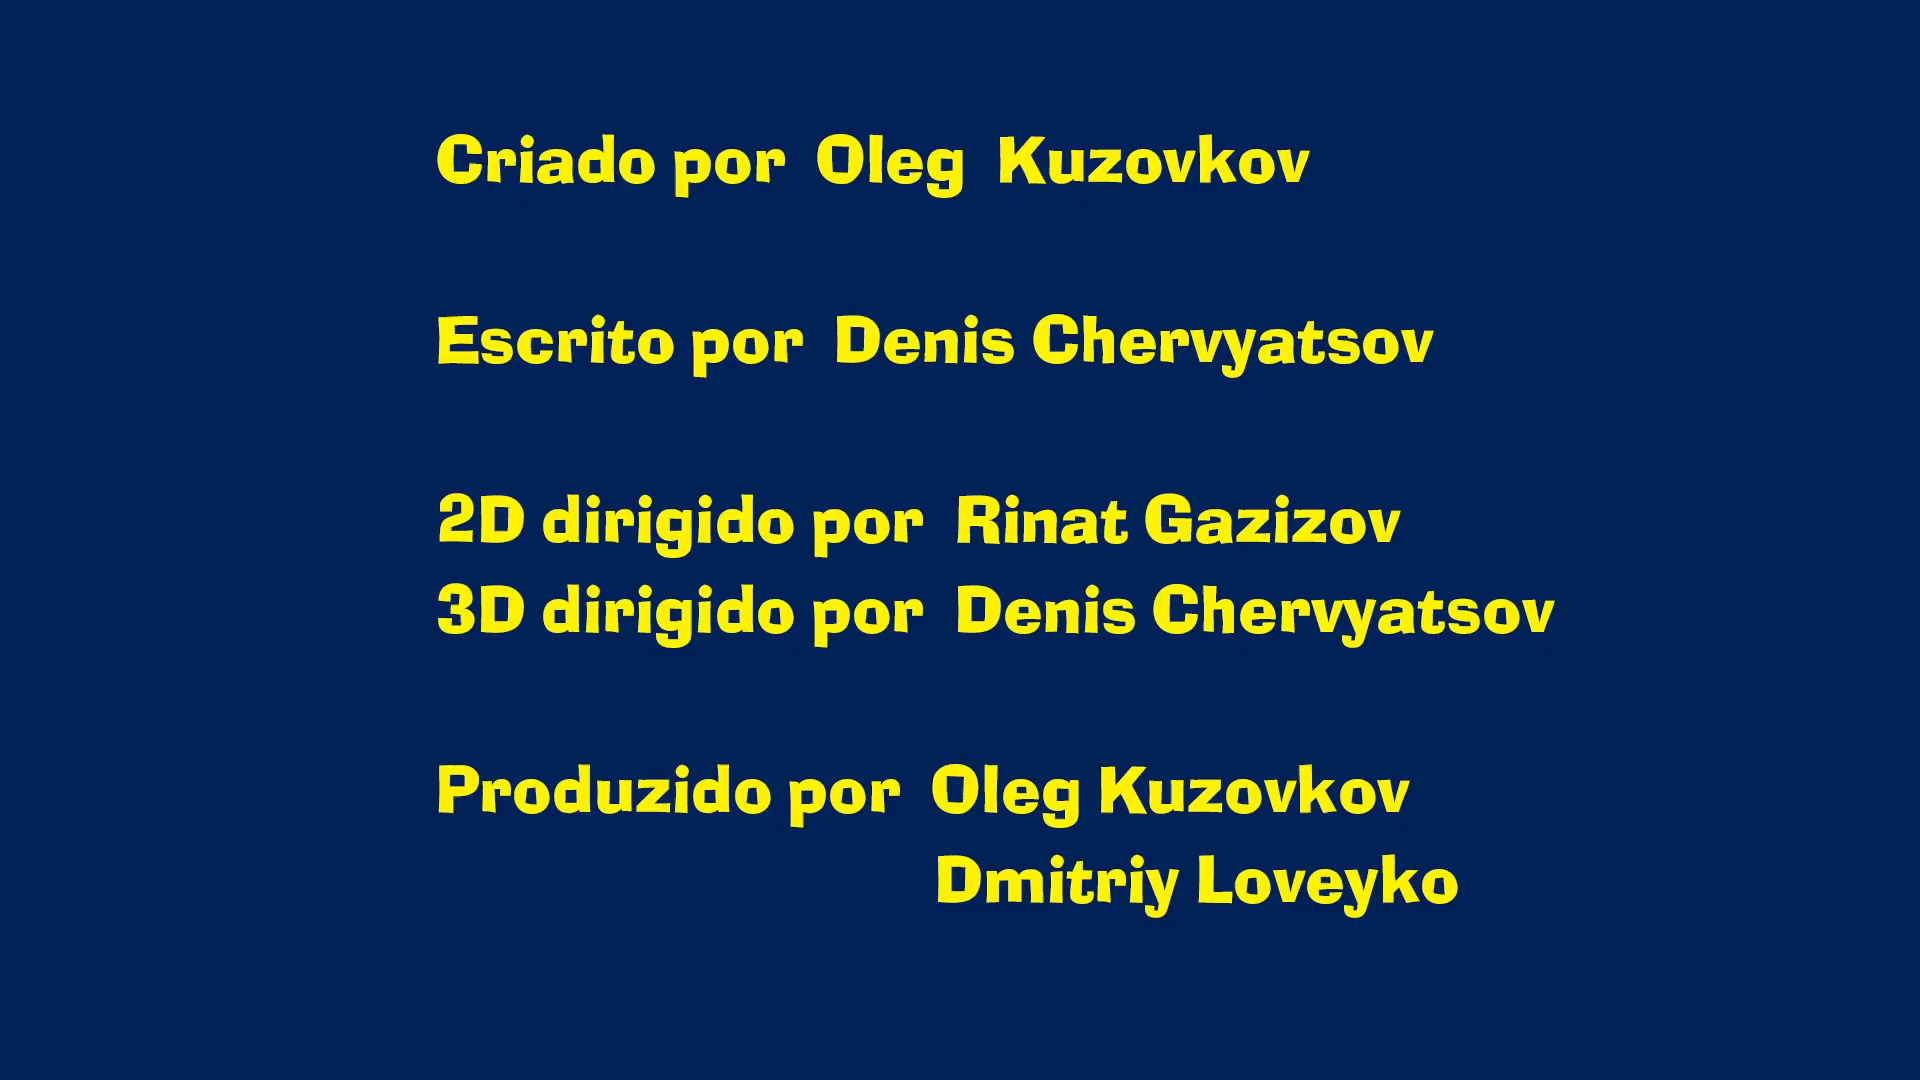 Criado por Oleg Kuzovkov
Escrito por Denis Chervyatsov
2D dirigido por Rinat Gazizov
3D dirigido por Denis Chervyatsov
Produzido por Oleg Kuzovkov
Dmitriy Loveyko